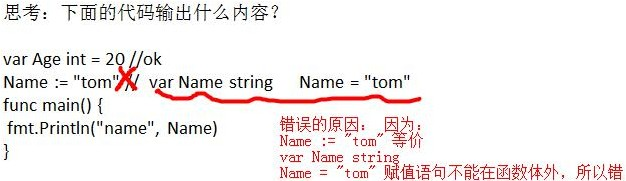 思考：下面的代码输出什么内容？
var Age int = 20 //ok
Name := "tom" // var Name string Name = "tom"
func main() {
fmt.Println("name", Name)
}
错误的原因： 因为：
Name := "tom" 等价
var Name string
Name = "tom" 赋值语句不能在函数体外，所以错